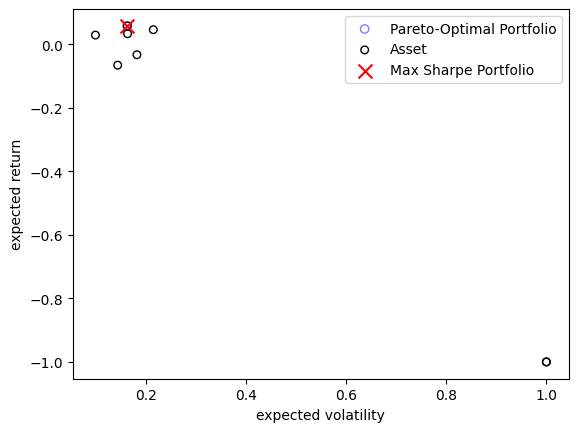 Pareto-Optimal Portfolio
Asset
Max Sharpe Portfolio
0.0
−0.2
−0.4
−0.6
−0.8
−1.0
expected return
0.2
0.4
0.6
0.8
1.0
expected volatility